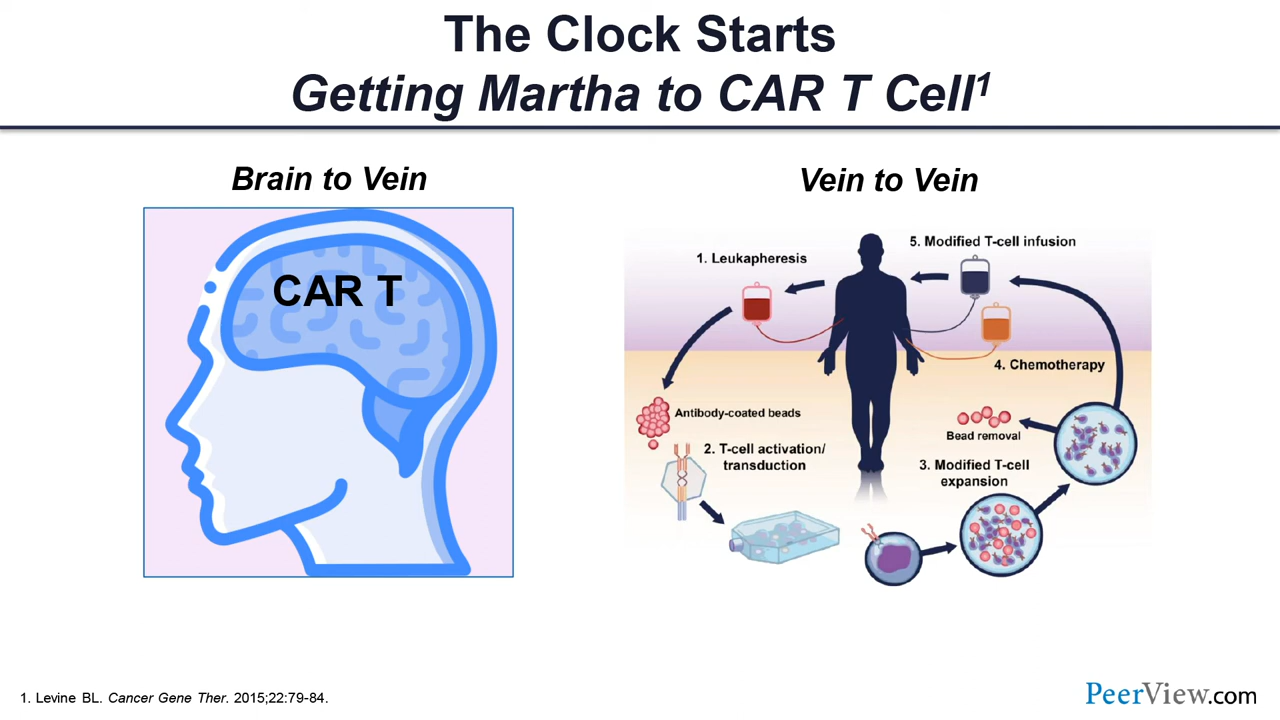 The Clock Starts
Getting Martha to CAR T Cell¹
Brain to Vein
CAR T
Vein to Vein
1. Leukapheresis
5. Modified T-cell infusion
4. Chemotherapy
Antibody-coated beads
Bead removal
2. T-cell activation/
transduction
3. Modified T-cell
expansion
1. Levine BL. Cancer Gene Ther. 2015;22:79-84.
PeerView.com